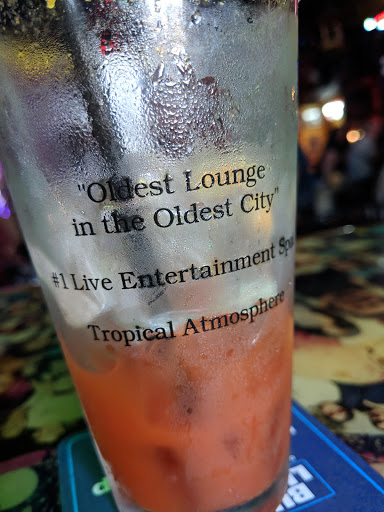 "Oldest Lounge
in the Oldest City"
#1 Live Entertainment
Tropical Atmosphere